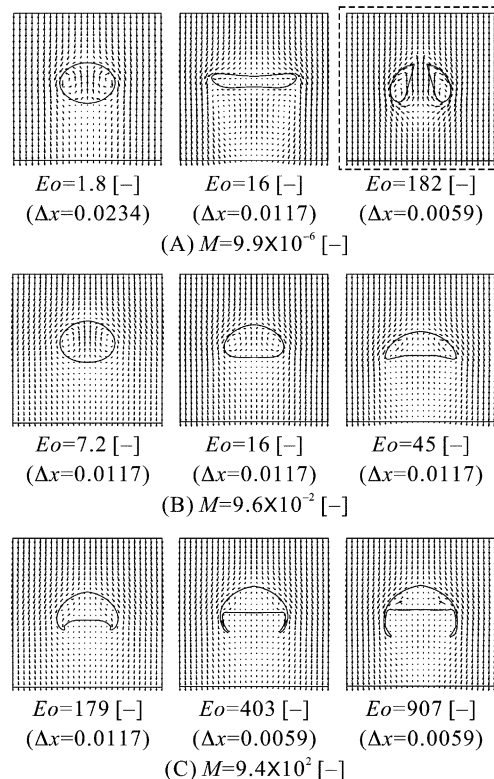 Eo=1.8 [–] Eo=16 [–] Eo=182 [–]
(Δx=0.0234) (Δx=0.0117) (Δx=0.0059)
(A) M=9.9X10⁻⁶ [–]
Eo=7.2 [–] Eo=16 [–] Eo=45 [–]
(Δx=0.0117) (Δx=0.0117) (Δx=0.0117)
(B) M=9.6X10⁻² [–]
Eo=179 [–] Eo=403 [–] Eo=907 [–]
(Δx=0.0117) (Δx=0.0059) (Δx=0.0059)
(C) M=9.4X10² [–]